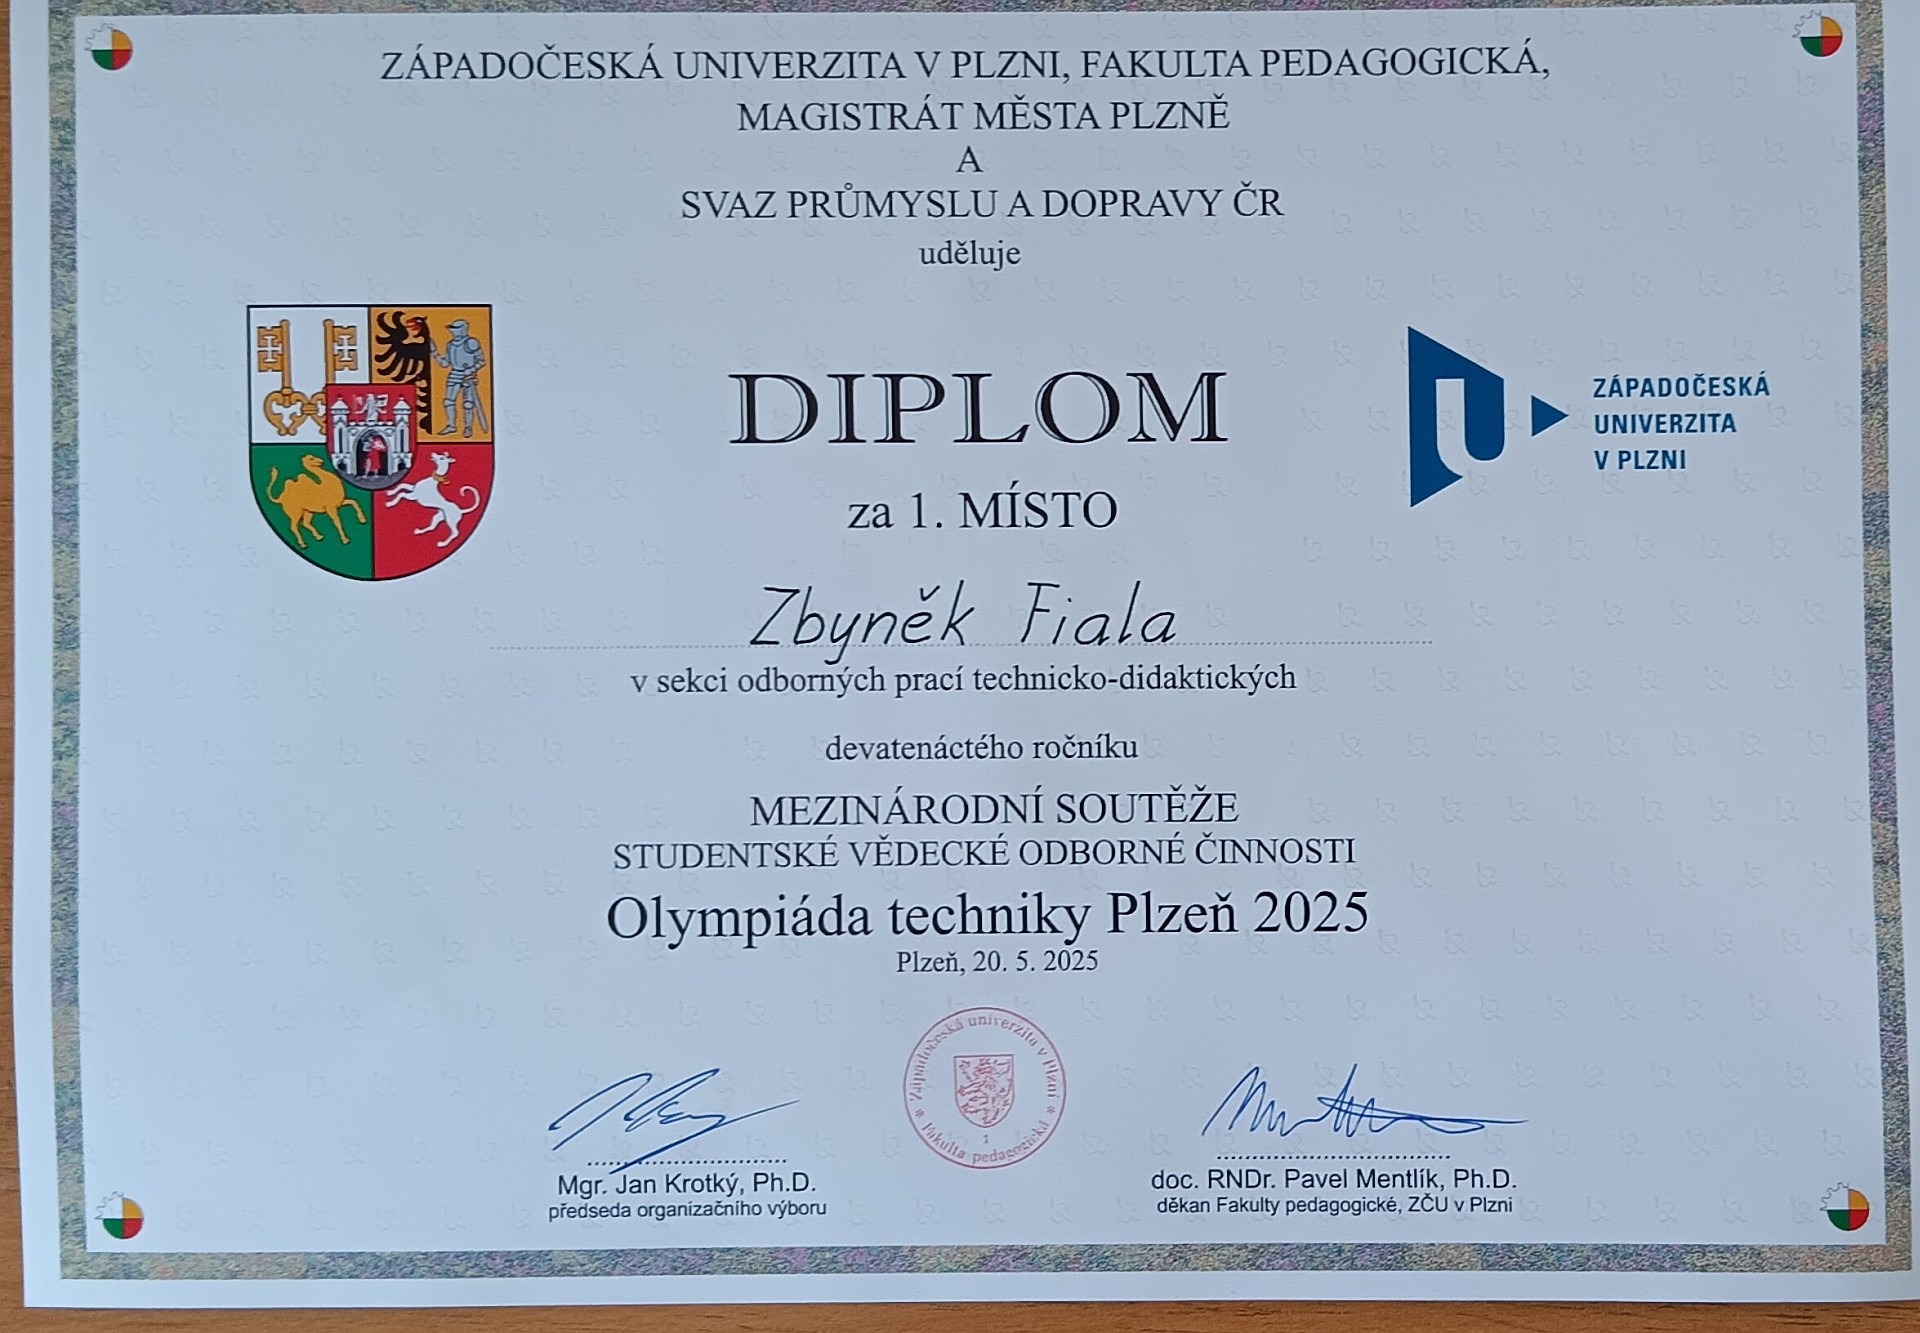 ZÁPADOČESKÁ UNIVERZITA V PLZNI, FAKULTA PEDAGOGICKÁ,
MAGISTRÁT MĚSTA PLZNĚ
A
SVAZ PRŮMYSLU A DOPRAVY ČR
uděluje
DIPLOM
ZÁPADOČESKÁ
UNIVERZITA
V PLZNI
za 1. MÍSTO
Zbyněk Fiala
v sekci odborných prací technicko-didaktických
devatenáctého ročníku
MEZINÁRODNÍ SOUTĚŽE
STUDENTSKÉ VĚDECKÉ ODBORNÉ ČINNOSTI
Olympiáda techniky Plzeň 2025
Plzeň, 20. 5. 2025
Západočeská univerzita v Plzni
1
Fakulta pedagogická
Mgr. Jan Krotký, Ph.D.
předseda organizačního výboru
doc. RNDr. Pavel Mentlík, Ph.D.
děkan Fakulty pedagogické, ZČU v Plzni